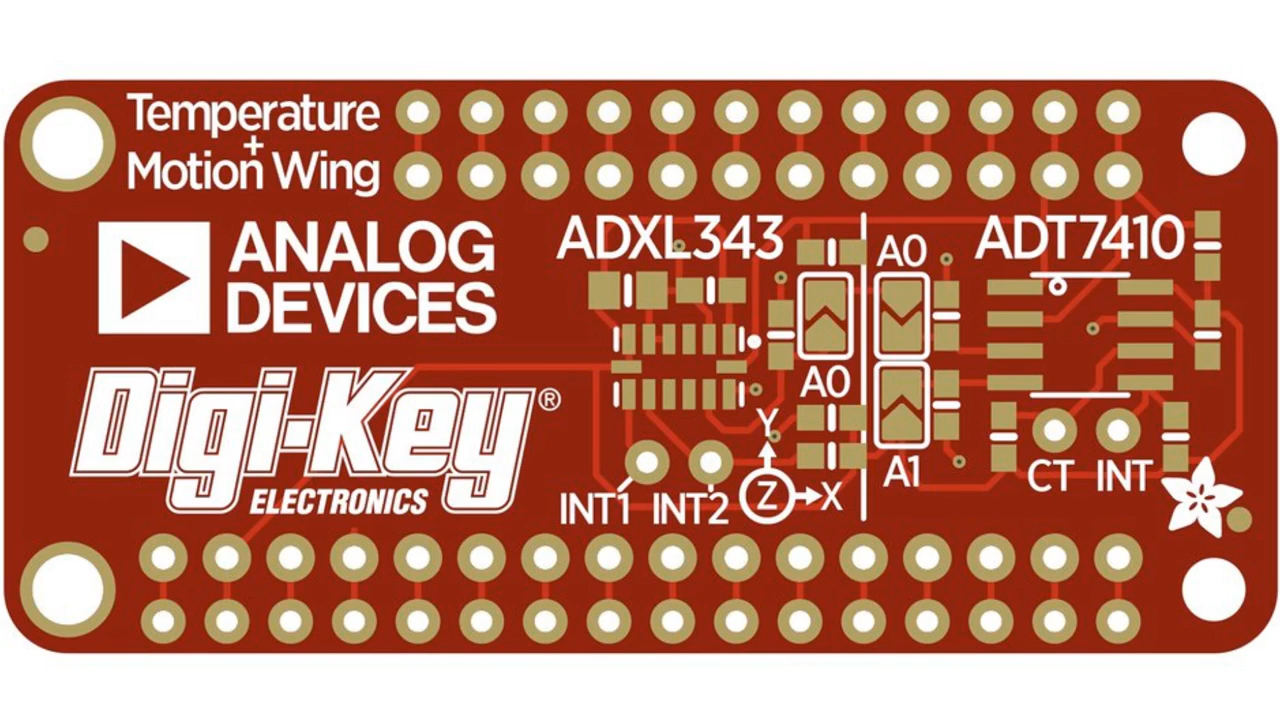 Temperature
+
Motion Wing
ANALOG
DEVICES
Digi-Key®
ELECTRONICS
ADXL343
A0
ADT7410
A0
Y
A1
CT INT
Z X
INT1 INT2